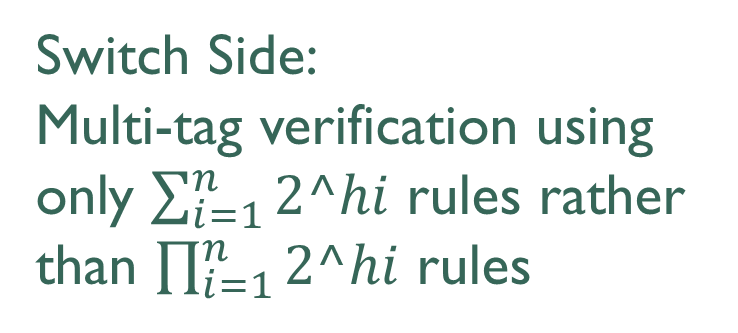 Switch Side:
Multi-tag verification using
only ∑_{i=1}^{n} 2^hi rules rather
than ∏_{i=1}^{n} 2^hi rules